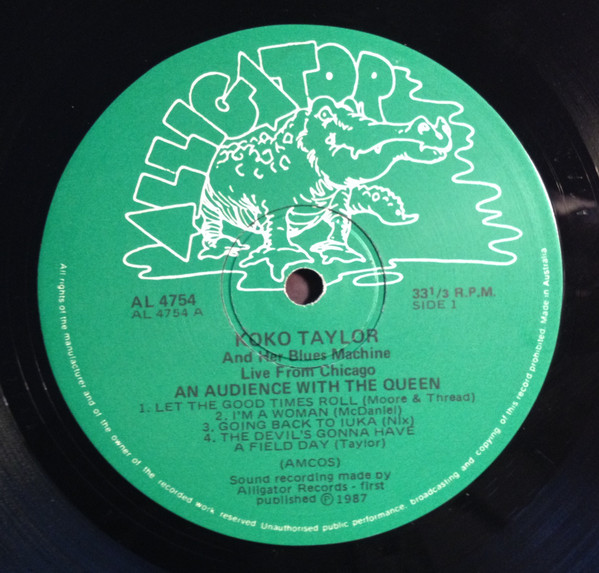 ALLIGATOR
AL 4754
AL 4754 A
33 1/3 R.P.M.
SIDE 1
KOKO TAYLOR
And Her Blues Machine
Live From Chicago
AN AUDIENCE WITH THE QUEEN
1. LET THE GOOD TIMES ROLL (Moore & Thread)
2. I'M A WOMAN (McDaniel)
3. GOING BACK TO IUKA (Nix)
4. THE DEVIL'S GONNA HAVE
A FIELD DAY (Taylor)
(AMCOS)
Sound recording made by
Alligator Records - first
published Ⓟ 1987
All rights of the manufacturer and of the owner of the recorded work reserved Unauthorised public performance, broadcasting and copying of this record prohibited. Made in Australia